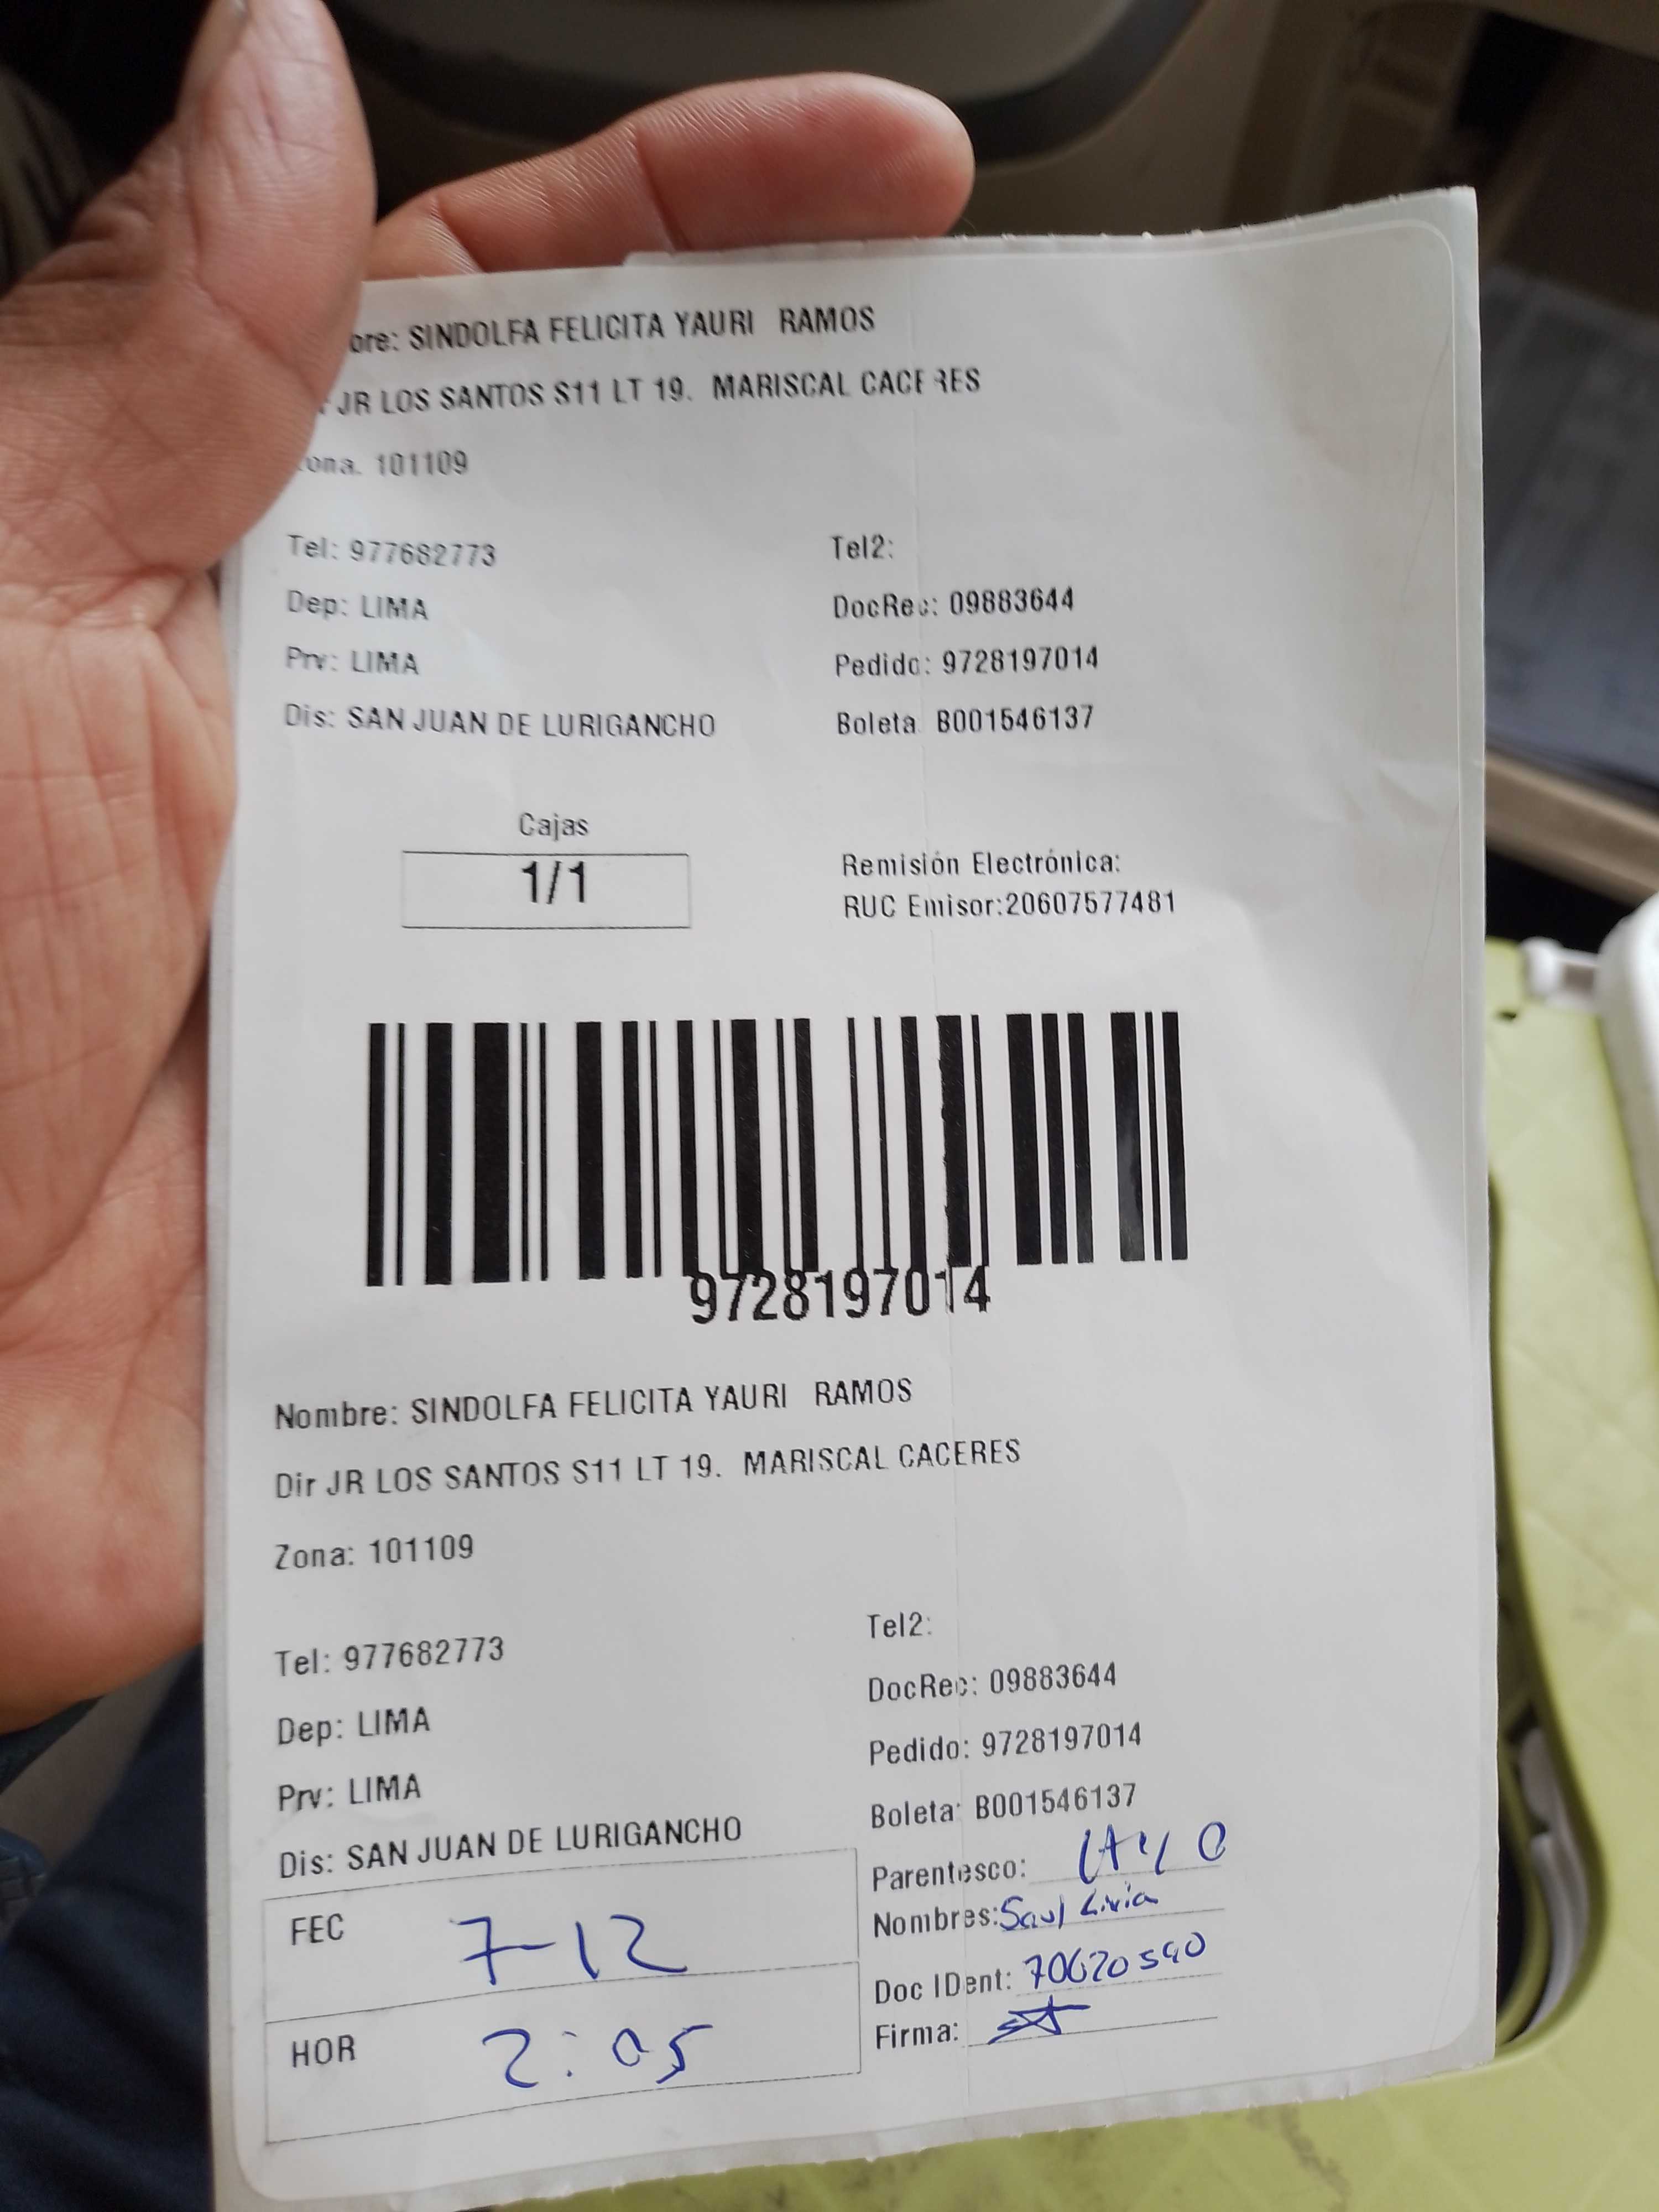 bre: SINDOLFA FELICITA YAURI RAMOS
JR LOS SANTOS S11 LT 19. MARISCAL CACERES
ona. 101109
Tel: 977682773
Tel2:
Dep: LIMA
DocRec: 09883644
Prv: LIMA
Pedido: 9728197014
Dis: SAN JUAN DE LURIGANCHO
Boleta: B001546137
Cajas
1/1
Remisión Electrónica:
RUC Emisor:20607577481
9728197014
Nombre: SINDOLFA FELICITA YAURI RAMOS
Dir JR LOS SANTOS S11 LT 19. MARISCAL CACERES
Zona: 101109
Tel: 977682773
Tel2:
Dep: LIMA
DocRec: 09883644
Prv: LIMA
Pedido: 9728197014
Dis: SAN JUAN DE LURIGANCHO
Boleta: B001546137
Parentesco:
FEC 7-12
Nombres: Saul Livia
Doc IDent: 70620590
HOR 2:05
Firma: